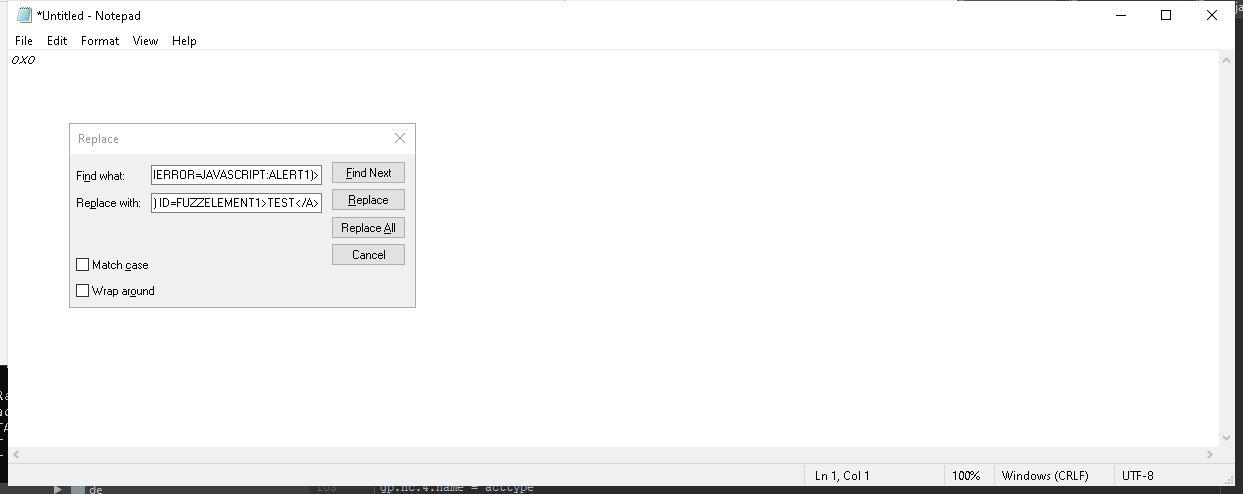 *Untitled - Notepad
File Edit Format View Help
OXO
Replace
Find what: IERROR=JAVASCRIPT:ALERT1)> Find Next
Replace with: ) ID=FUZZELEMENT1>TEST</A> Replace
Replace All
Cancel
Match case
Wrap around
Ln 1, Col 1 100% Windows (CRLF) UTF-8
de
gp.nc.4.name = acttype